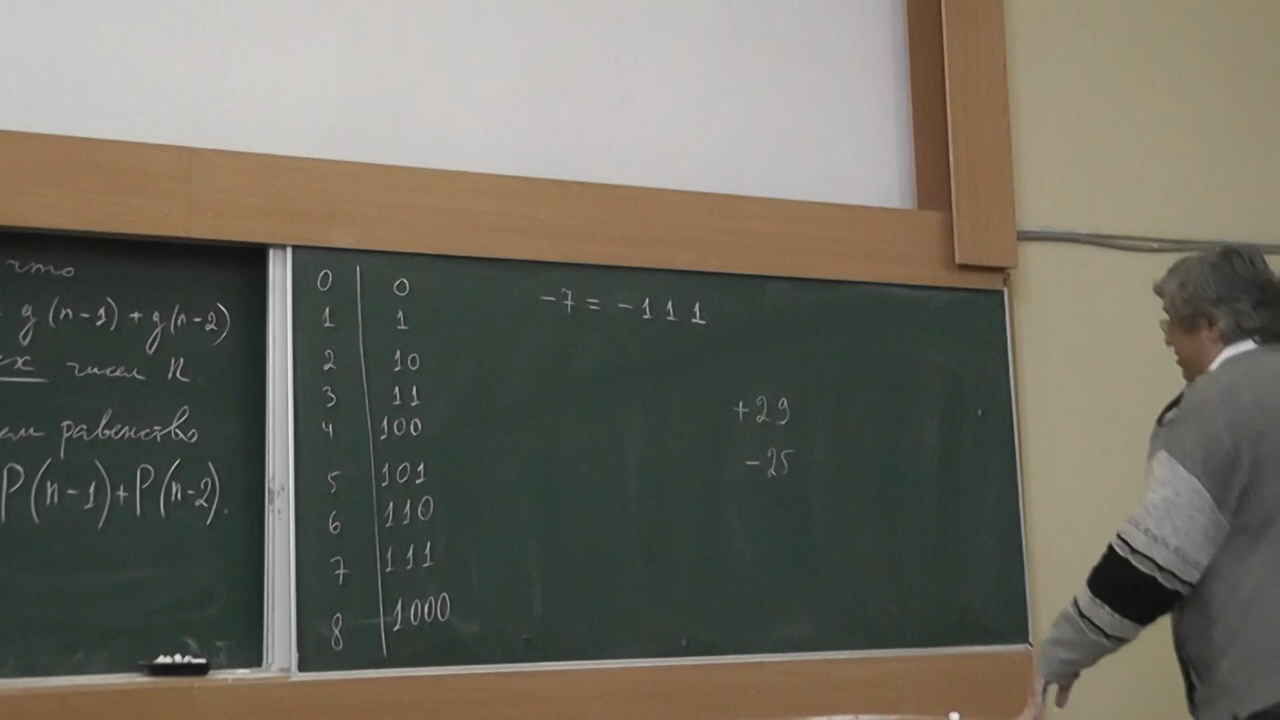 что
g(n-1)+g(n-2)
чисел n
равенство
P(n-1)+P(n-2).
0 0
1 1
2 10
3 11
4 100
5 101
6 110
7 111
8 1000
-7 = -111
+29
-25